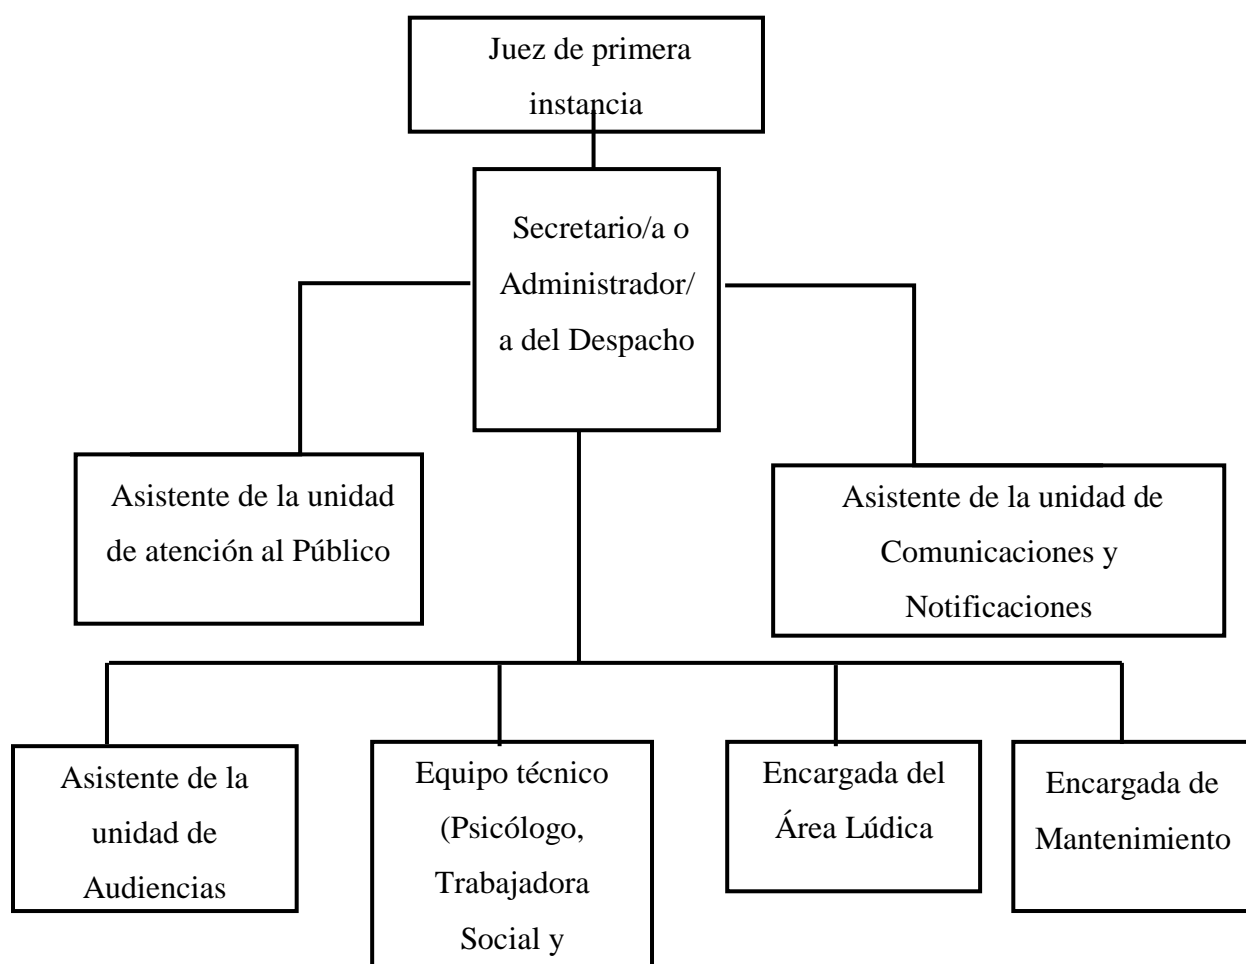 Juez de primera
instancia
Secretario/a o
Administrador/
a del Despacho
Asistente de la unidad
de atención al Público
Asistente de la unidad de
Comunicaciones y
Notificaciones
Asistente de la
unidad de
Audiencias
Equipo técnico
(Psicólogo,
Trabajadora
Social y
Encargada del
Área Lúdica
Encargada de
Mantenimiento